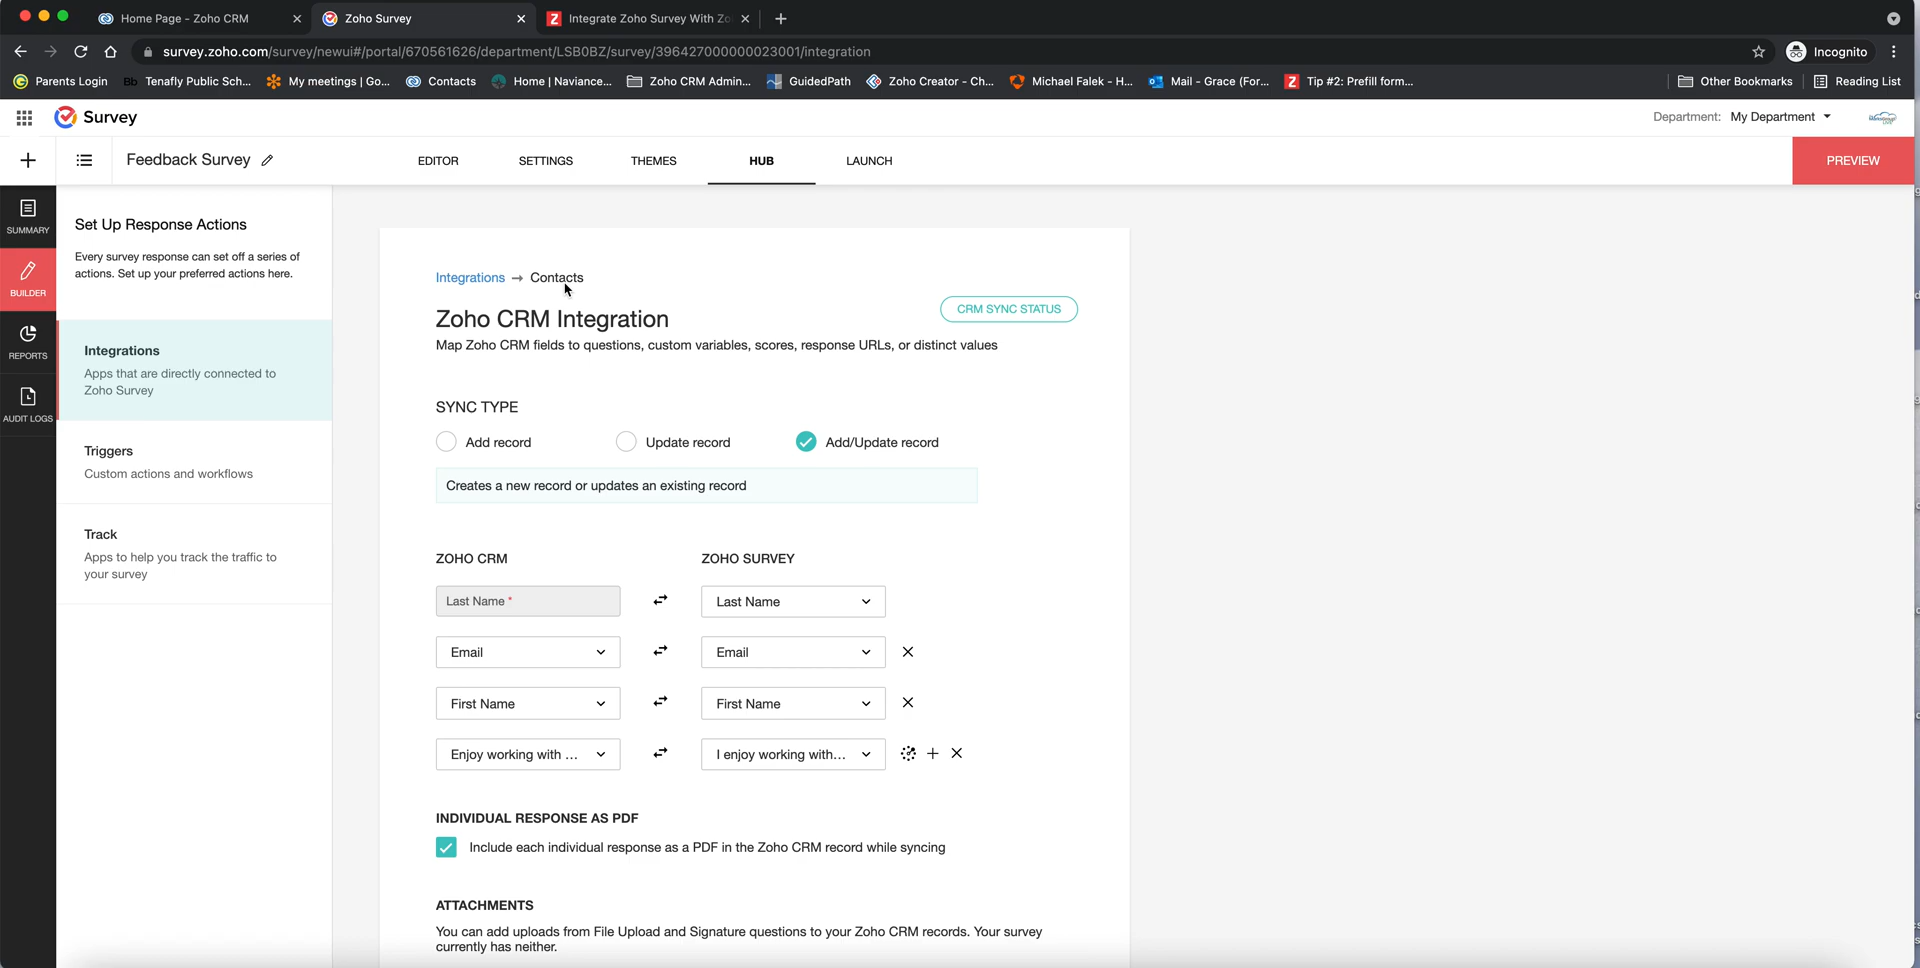 Home Page - Zoho CRM
Zoho Survey
Integrate Zoho Survey With Zo
survey.zoho.com/survey/newui#/portal/670561626/department/LSB0BZ/survey/396427000000023001/integration
Incognito
Parents Login
Bb Tenafly Public Sch...
My meetings | Go...
Contacts
Home | Naviance...
Zoho CRM Admin...
GuidedPath
Zoho Creator - Ch...
Michael Falek - H...
Mail - Grace (For...
Tip #2: Prefill form...
Other Bookmarks
Reading List
Survey
Department: My Department
Feedback Survey
EDITOR
SETTINGS
THEMES
HUB
LAUNCH
PREVIEW
SUMMARY
BUILDER
REPORTS
AUDIT LOGS
Set Up Response Actions
Every survey response can set off a series of
actions. Set up your preferred actions here.
Integrations
Apps that are directly connected to
Zoho Survey
Triggers
Custom actions and workflows
Track
Apps to help you track the traffic to
your survey
Integrations → Contacts
Zoho CRM Integration
CRM SYNC STATUS
Map Zoho CRM fields to questions, custom variables, scores, response URLs, or distinct values
SYNC TYPE
Add record
Update record
Add/Update record
Creates a new record or updates an existing record
ZOHO CRM
ZOHO SURVEY
Last Name *
Last Name
Email
Email
First Name
First Name
Enjoy working with ...
I enjoy working with...
INDIVIDUAL RESPONSE AS PDF
Include each individual response as a PDF in the Zoho CRM record while syncing
ATTACHMENTS
You can add uploads from File Upload and Signature questions to your Zoho CRM records. Your survey
currently has neither.